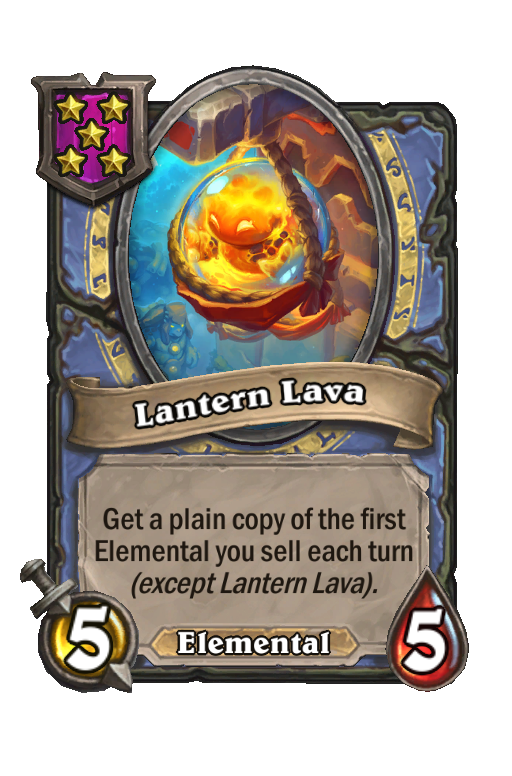 Lantern Lava
Get a plain copy of the first
Elemental you sell each turn
(except Lantern Lava).
5
Elemental
5